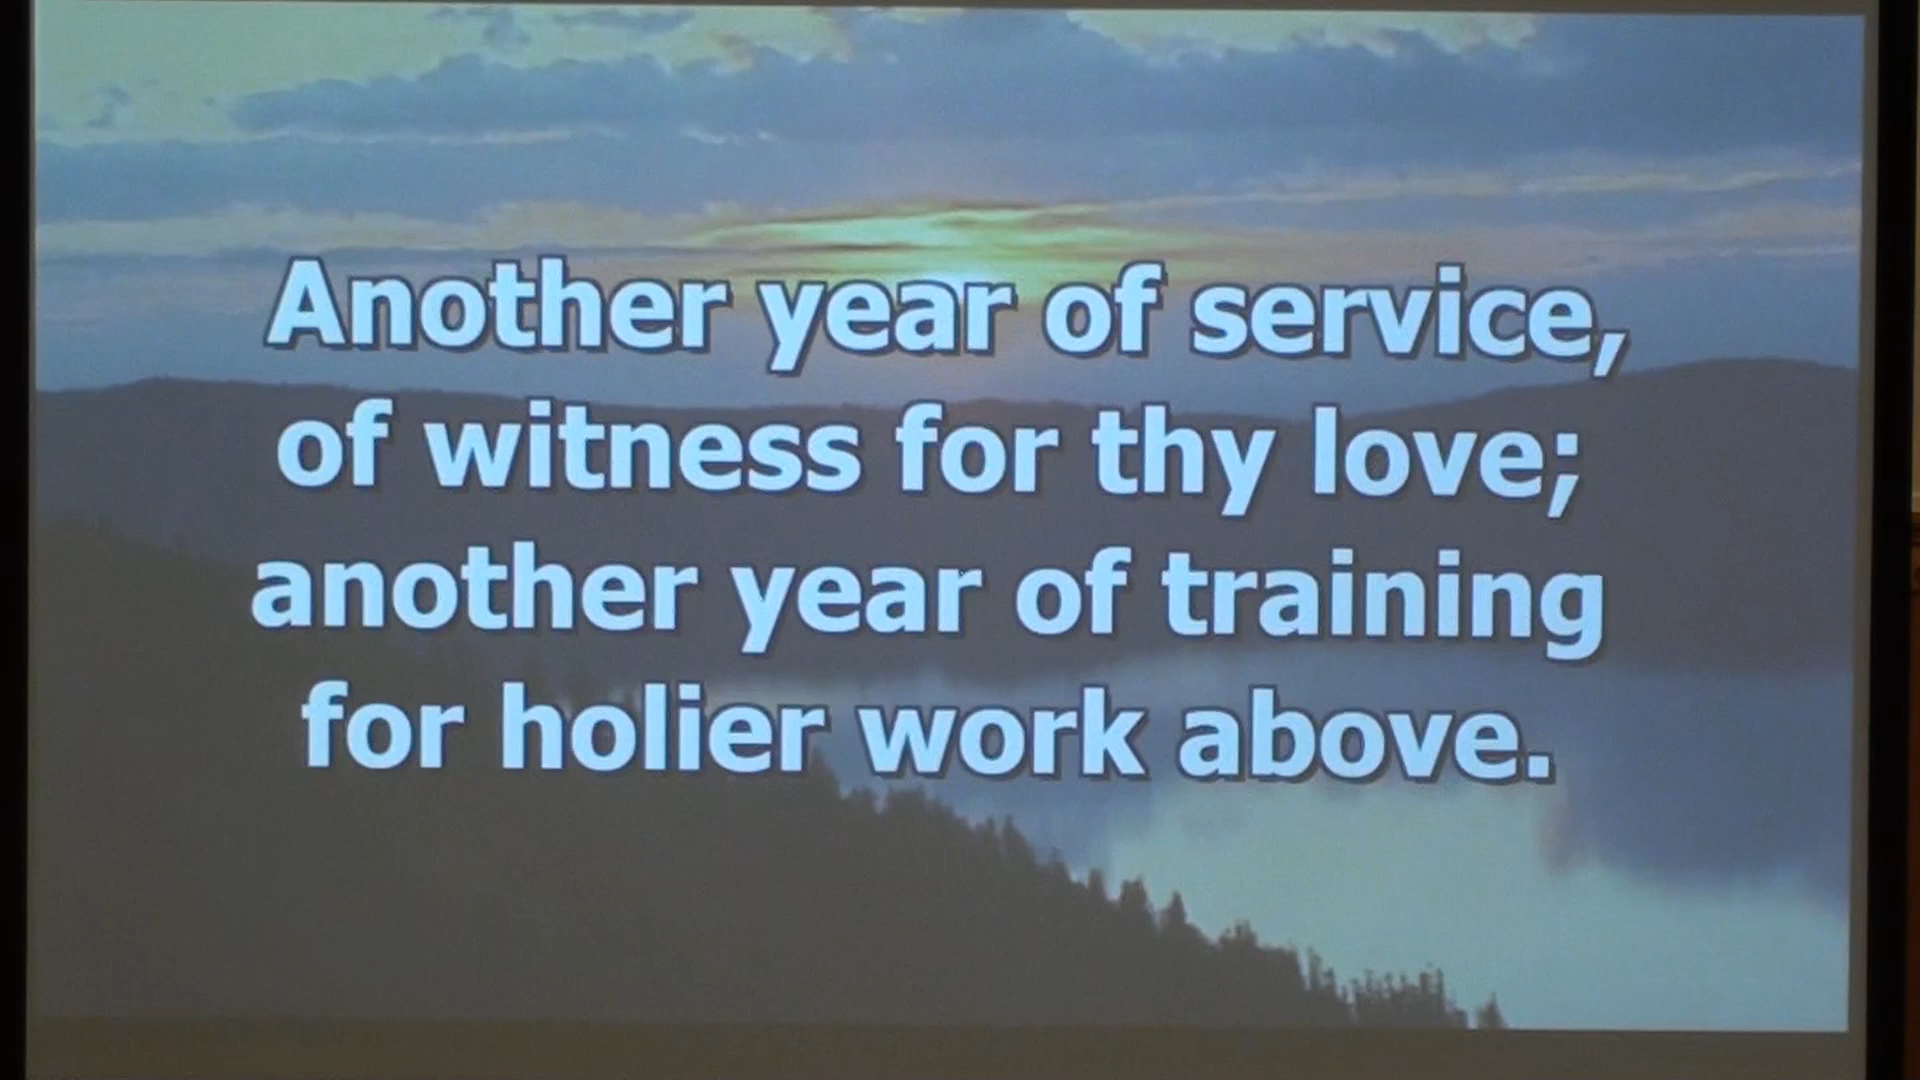 Another year of service,
of witness for thy love;
another year of training
for holier work above.